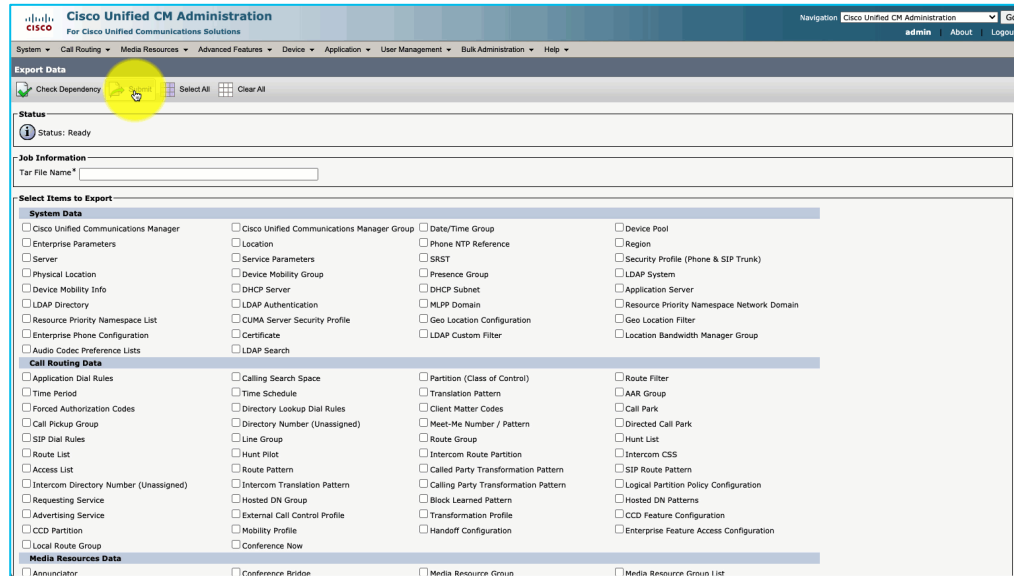 Cisco Unified CM Administration
CISCO
For Cisco Unified Communications Solutions
Navigation Cisco Unified CM Administration Go
admin | About | Logou
System Call Routing Media Resources Advanced Features Device Application User Management Bulk Administration Help
Export Data
Check Dependency Submit Select All Clear All
Status
Status: Ready
Job Information
Tar File Name*
Select Items to Export
System Data
Cisco Unified Communications Manager Cisco Unified Communications Manager Group Date/Time Group Device Pool
Enterprise Parameters Location Phone NTP Reference Region
Server Service Parameters SRST Security Profile (Phone & SIP Trunk)
Physical Location Device Mobility Group Presence Group LDAP System
Device Mobility Info DHCP Server DHCP Subnet Application Server
LDAP Directory LDAP Authentication MLPP Domain Resource Priority Namespace Network Domain
Resource Priority Namespace List CUMA Server Security Profile Geo Location Configuration Geo Location Filter
Enterprise Phone Configuration Certificate LDAP Custom Filter Location Bandwidth Manager Group
Audio Codec Preference Lists LDAP Search
Call Routing Data
Application Dial Rules Calling Search Space Partition (Class of Control) Route Filter
Time Period Time Schedule Translation Pattern AAR Group
Forced Authorization Codes Directory Lookup Dial Rules Client Matter Codes Call Park
Call Pickup Group Directory Number (Unassigned) Meet-Me Number / Pattern Directed Call Park
SIP Dial Rules Line Group Route Group Hunt List
Route List Hunt Pilot Intercom Route Partition Intercom CSS
Access List Route Pattern Called Party Transformation Pattern SIP Route Pattern
Intercom Directory Number (Unassigned) Intercom Translation Pattern Calling Party Transformation Pattern Logical Partition Policy Configuration
Requesting Service Hosted DN Group Block Learned Pattern Hosted DN Patterns
Advertising Service External Call Control Profile Transformation Profile CCD Feature Configuration
CCD Partition Mobility Profile Handoff Configuration Enterprise Feature Access Configuration
Local Route Group Conference Now
Media Resources Data
Annunciator Conference Bridge Media Resource Group Media Resource Group List